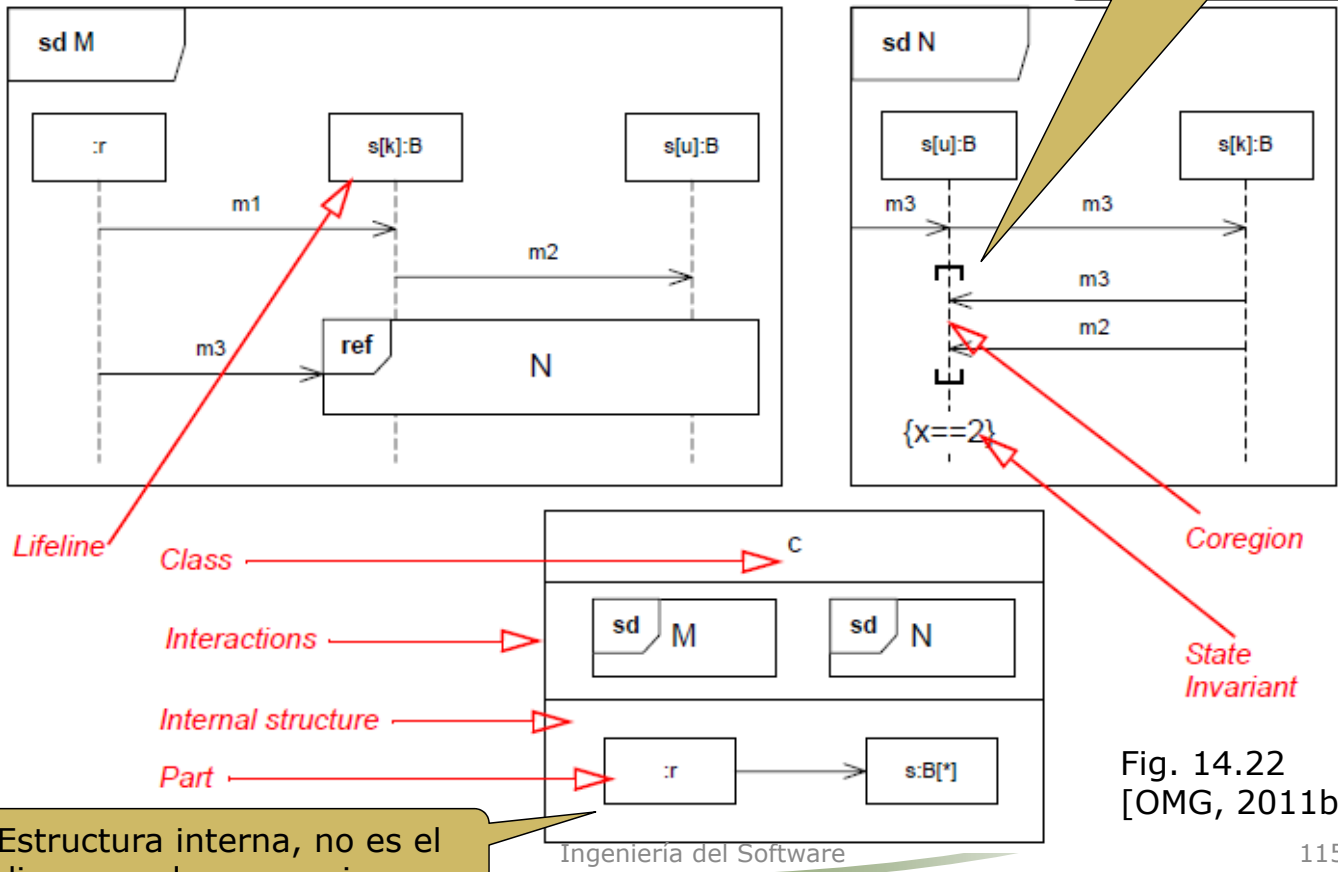 sd M
:r
s[k]:B
s[u]:B
m1
m2
m3
ref
N
sd N
s[u]:B
s[k]:B
m3
m3
m3
m2
{x==2}
Lifeline
Class
Interactions
Internal structure
Part
C
sd M
sd N
:r
s:B[*]
Coregion
State
Invariant
Fig. 14.22
[OMG, 2011b
Estructura interna, no es el
Ingeniería del Software
115